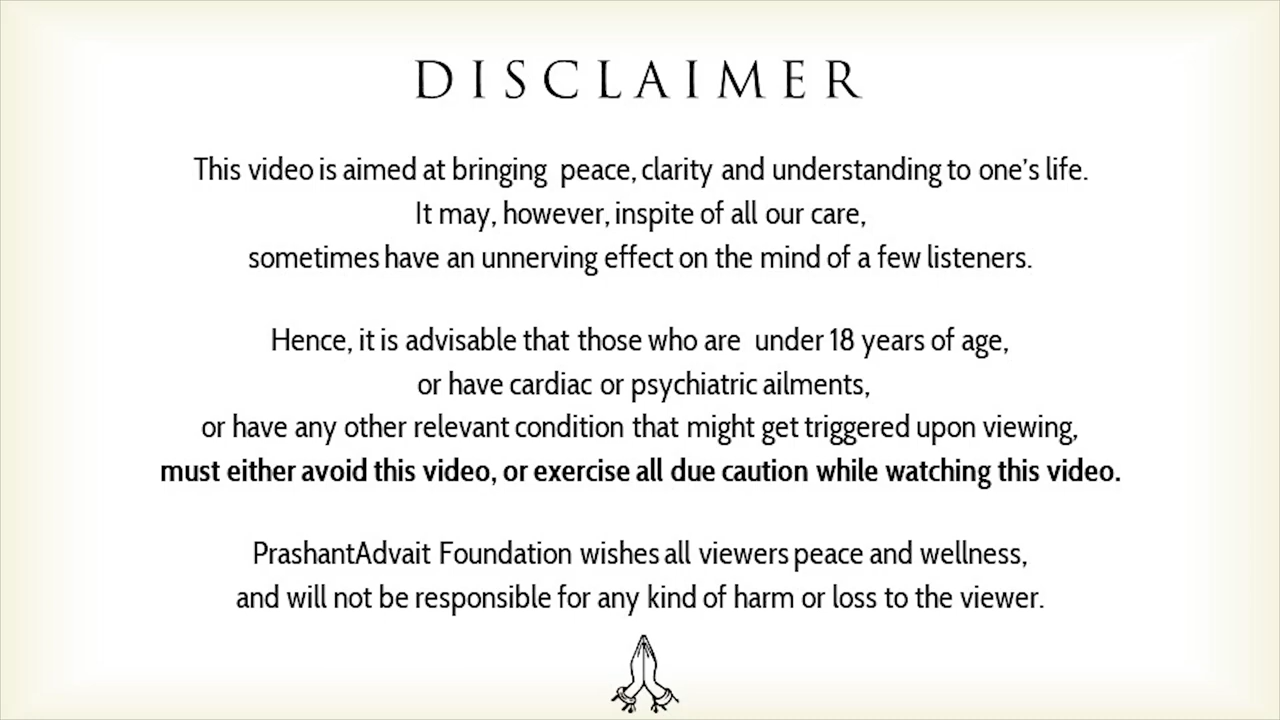 DISCLAIMER
This video is aimed at bringing peace, clarity and understanding to one's life.
It may, however, inspite of all our care,
sometimes have an unnerving effect on the mind of a few listeners.
Hence, it is advisable that those who are under 18 years of age,
or have cardiac or psychiatric ailments,
or have any other relevant condition that might get triggered upon viewing,
must either avoid this video, or exercise all due caution while watching this video.
PrashantAdvait Foundation wishes all viewers peace and wellness,
and will not be responsible for any kind of harm or loss to the viewer.